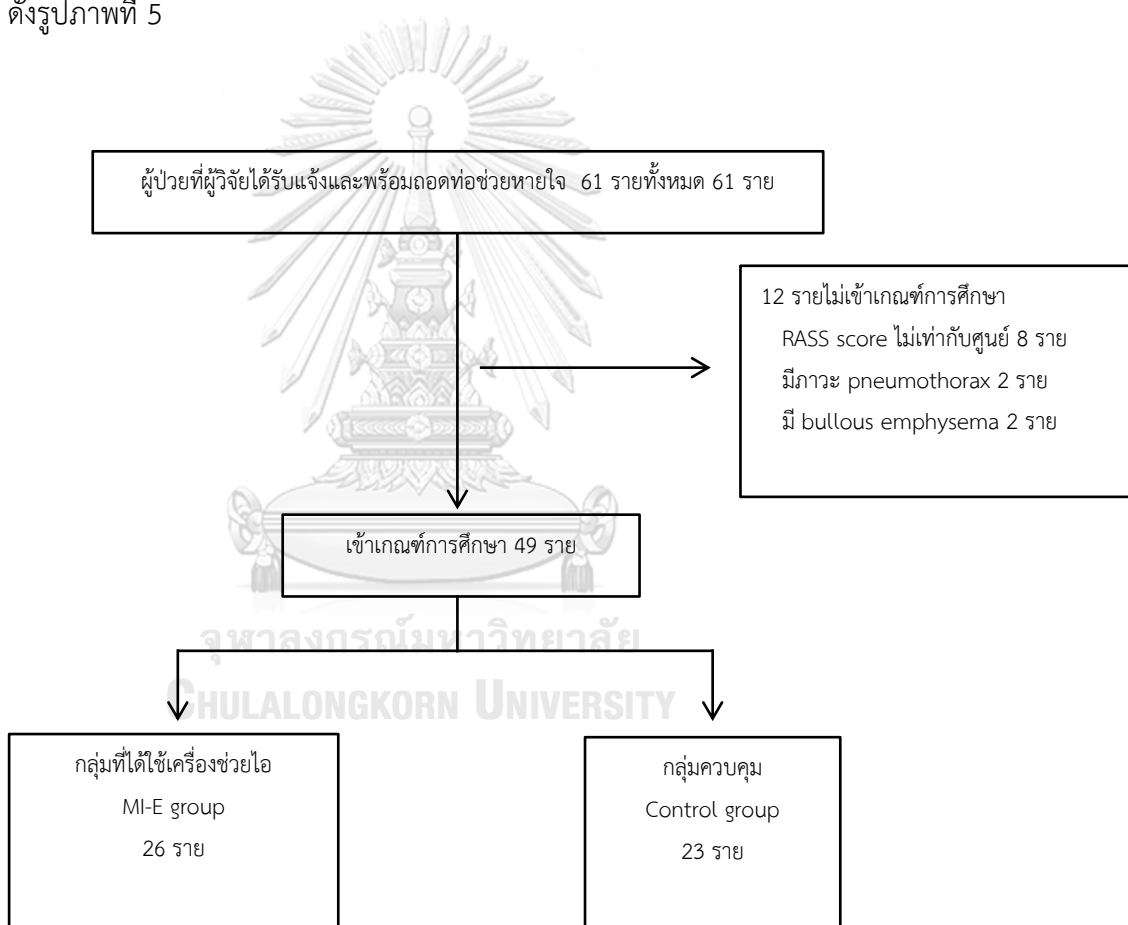 ดังรูปภาพที่ 5
ผู้ป่วยที่ผู้วิจัยได้รับแจ้งและพร้อมถอดท่อช่วยหายใจ 61 รายทั้งหมด 61 ราย
12 รายไม่เข้าเกณฑ์การศึกษา
RASS score ไม่เท่ากับศูนย์ 8 ราย
มีภาวะ pneumothorax 2 ราย
มี bullous emphysema 2 ราย
เข้าเกณฑ์การศึกษา 49 ราย
จุฬาลงกรณ์มหาวิทยาลัย
CHULALONGKORN UNIVERSITY
กลุ่มที่ได้ใช้เครื่องช่วยไอ
MI-E group
26 ราย
กลุ่มควบคุม
Control group
23 ราย